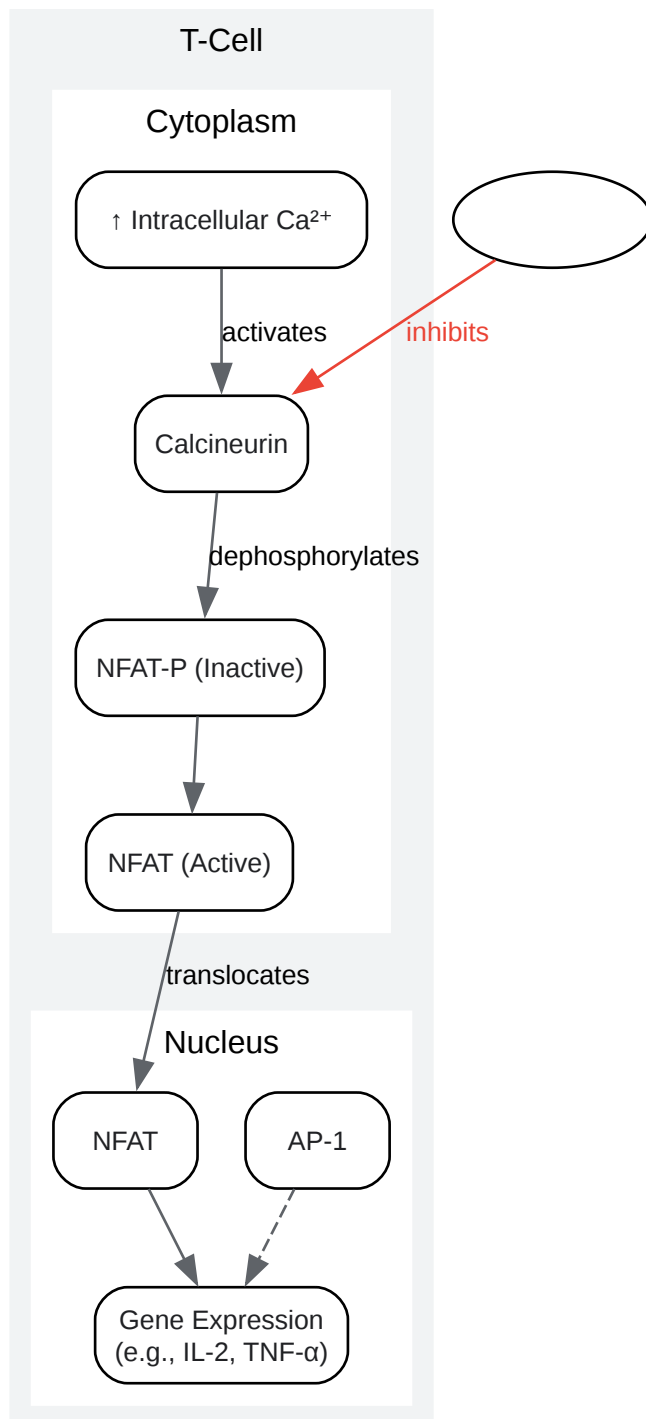 T-Cell
Cytoplasm
↑ Intracellular Ca²⁺
activates
inhibits
Calcineurin
dephosphorylates
NFAT-P (Inactive)
NFAT (Active)
translocates
Nucleus
NFAT
AP-1
Gene Expression
(e.g., IL-2, TNF-α)